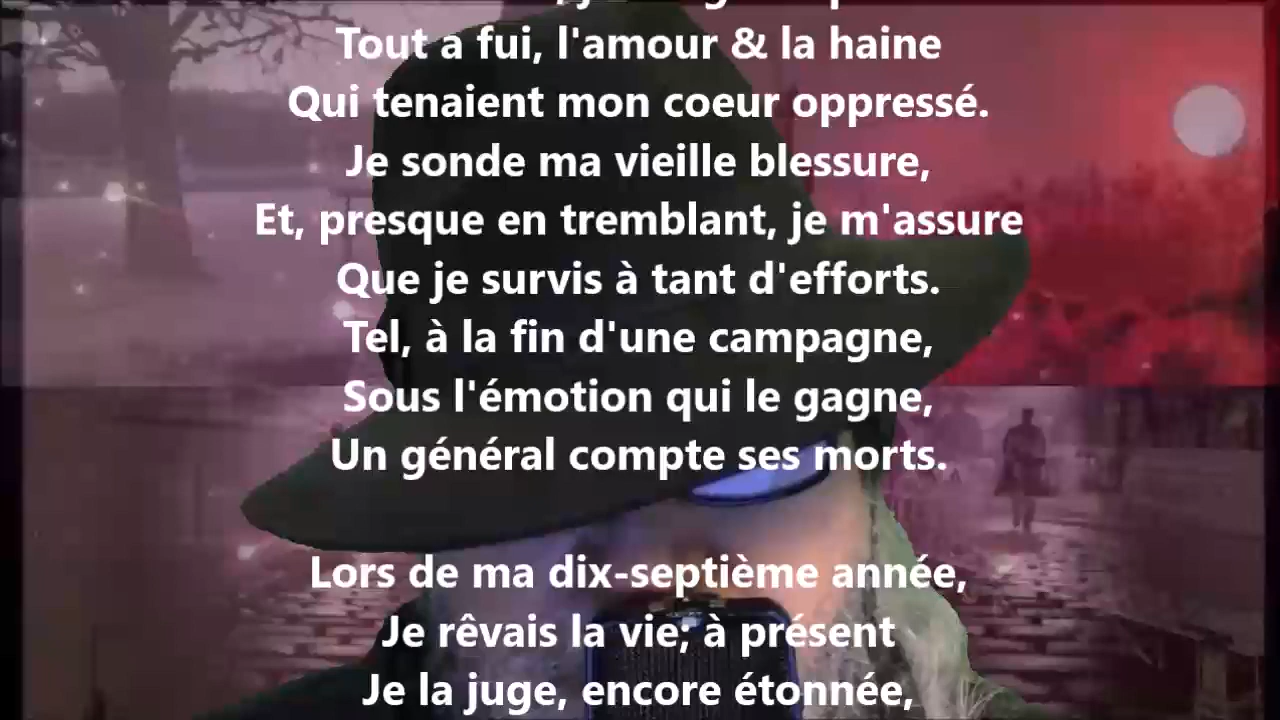 Tout a fui, l'amour & la haine
Qui tenaient mon coeur oppressé.
Je sonde ma vieille blessure,
Et, presque en tremblant, je m'assure
Que je survis à tant d'efforts.
Tel, à la fin d'une campagne,
Sous l'émotion qui le gagne,
Un général compte ses morts.
Lors de ma dix-septième année,
Je rêvais la vie; à présent
Je la juge, encore étonnée,